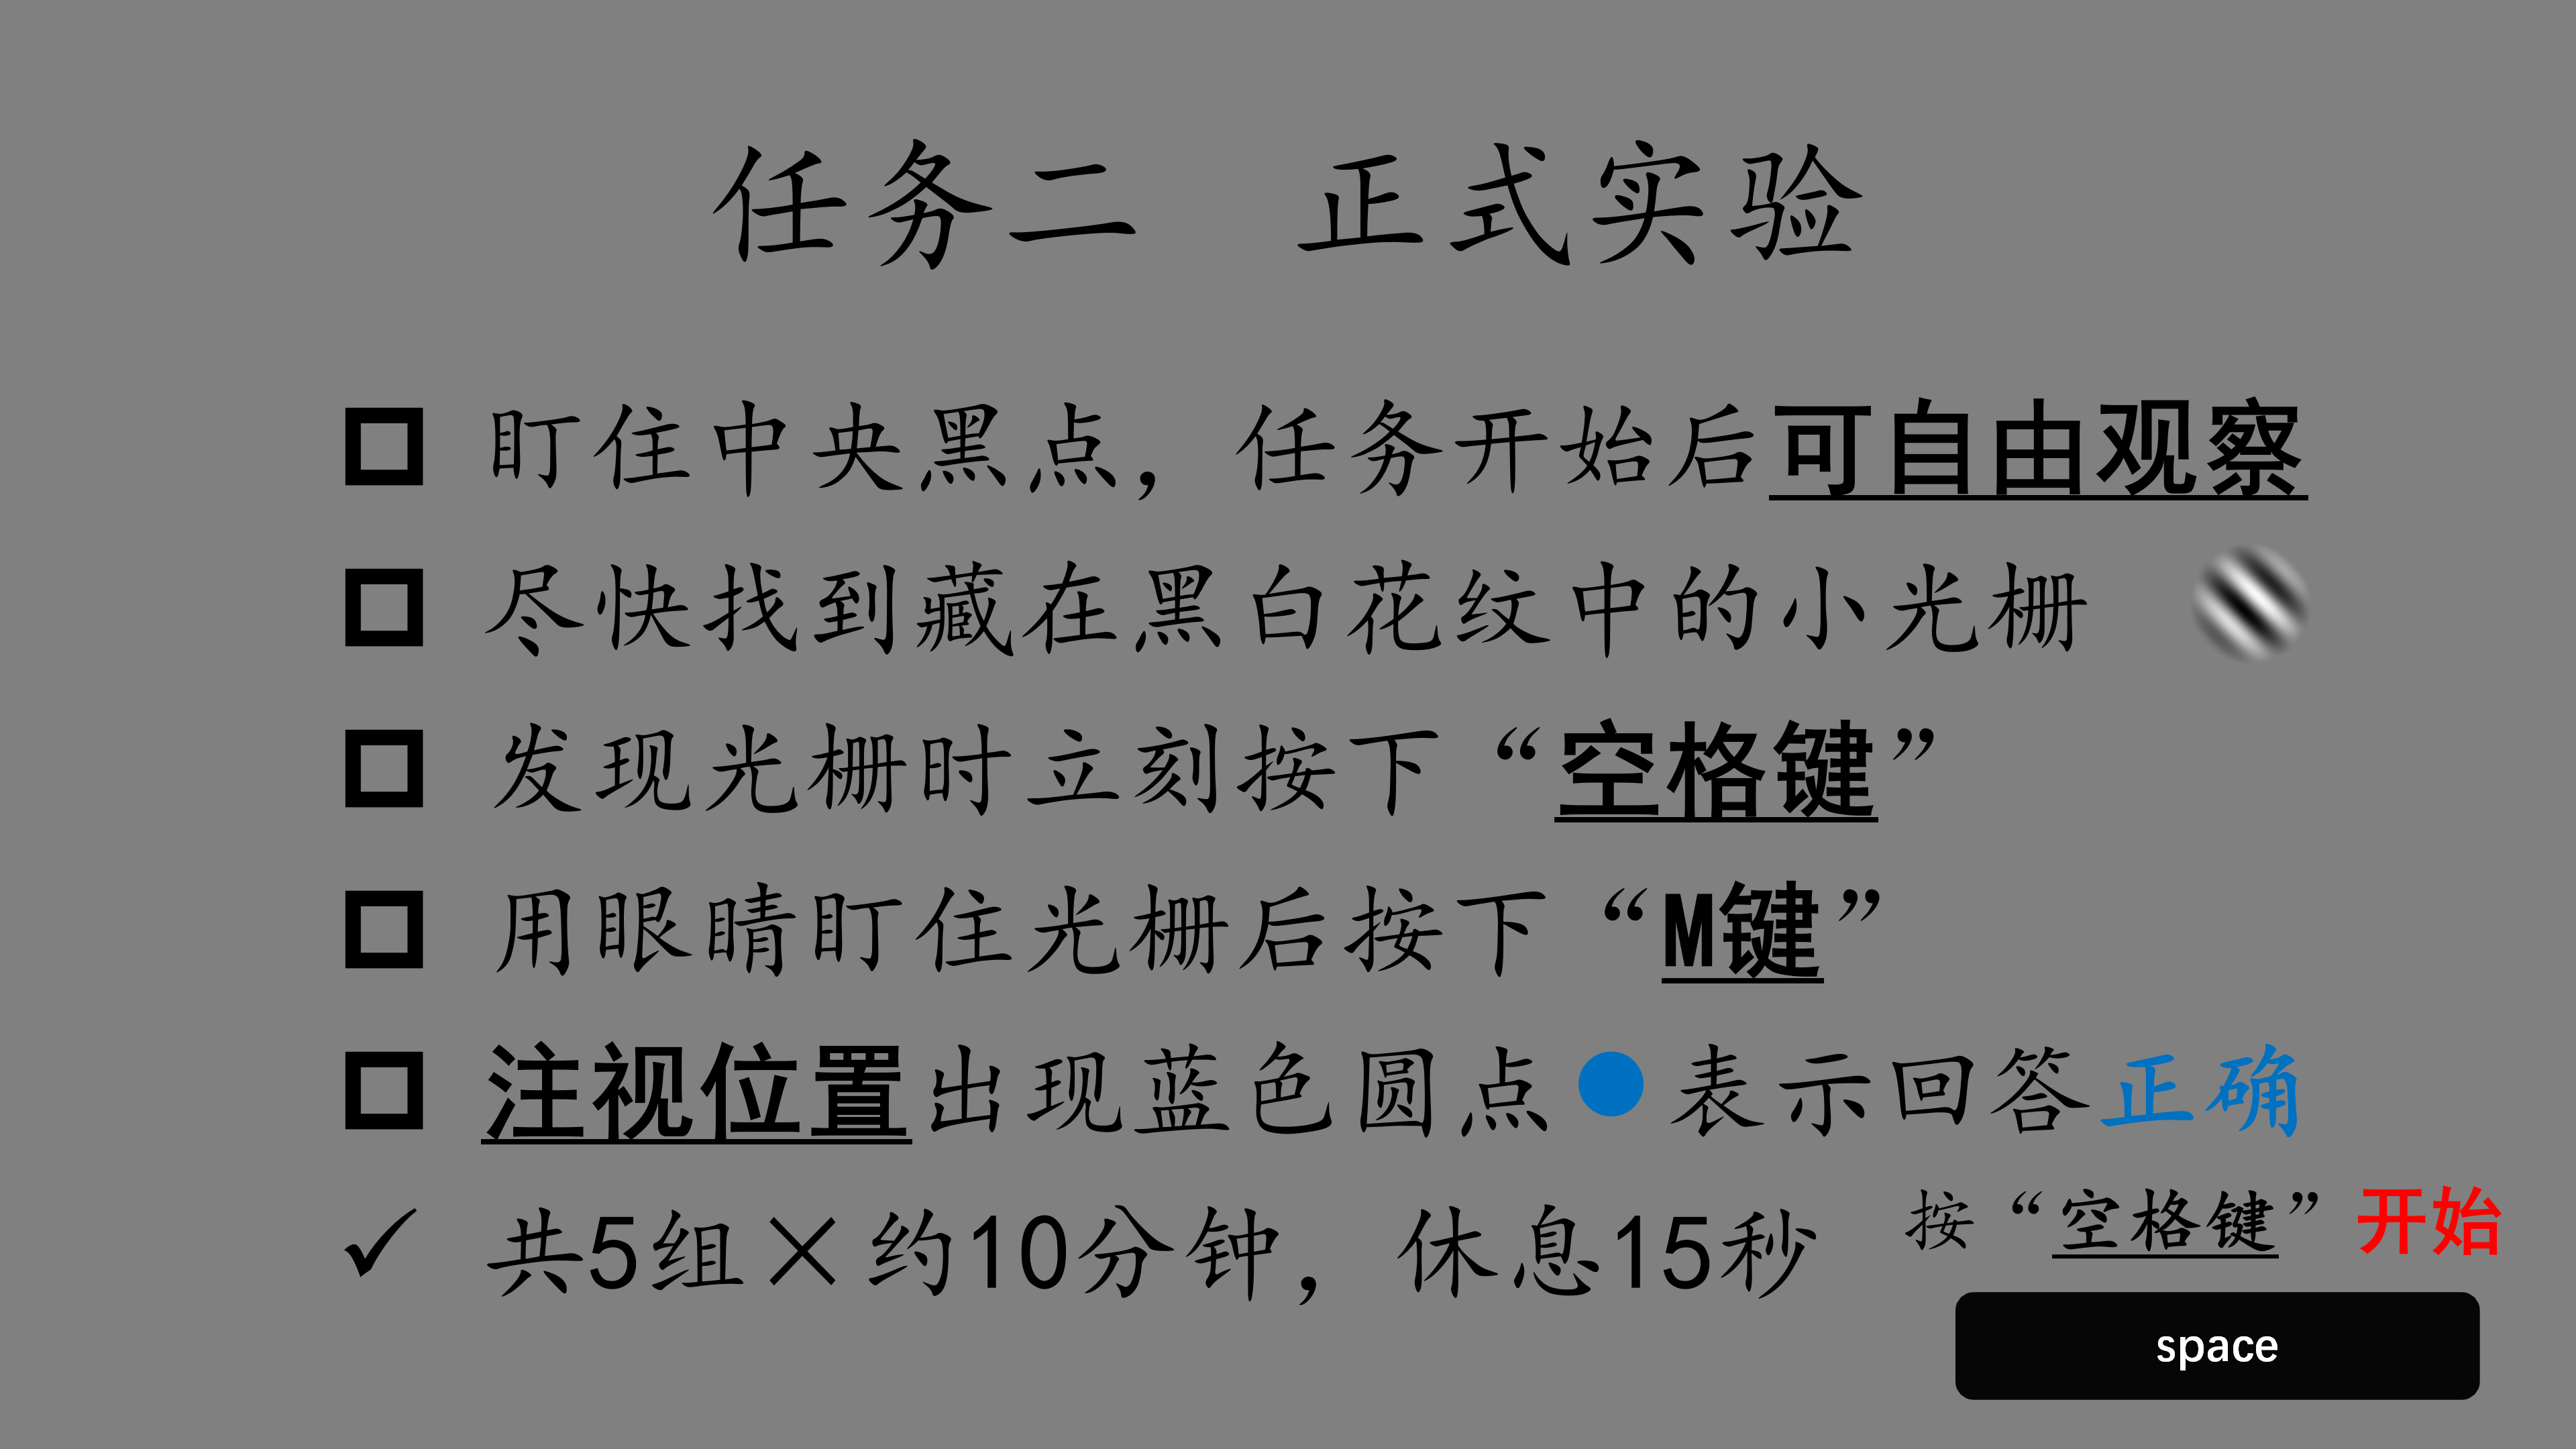 任务二 正式实验
盯住中央黑点，任务开始后可自由观察
尽快找到藏在黑白花纹中的小光栅
发现光栅时立刻按下“空格键”
用眼睛盯住光栅后按下“M键”
注视位置出现蓝色圆点表示回答正确
共5组×约10分钟，休息15秒
按“空格键”开始
space